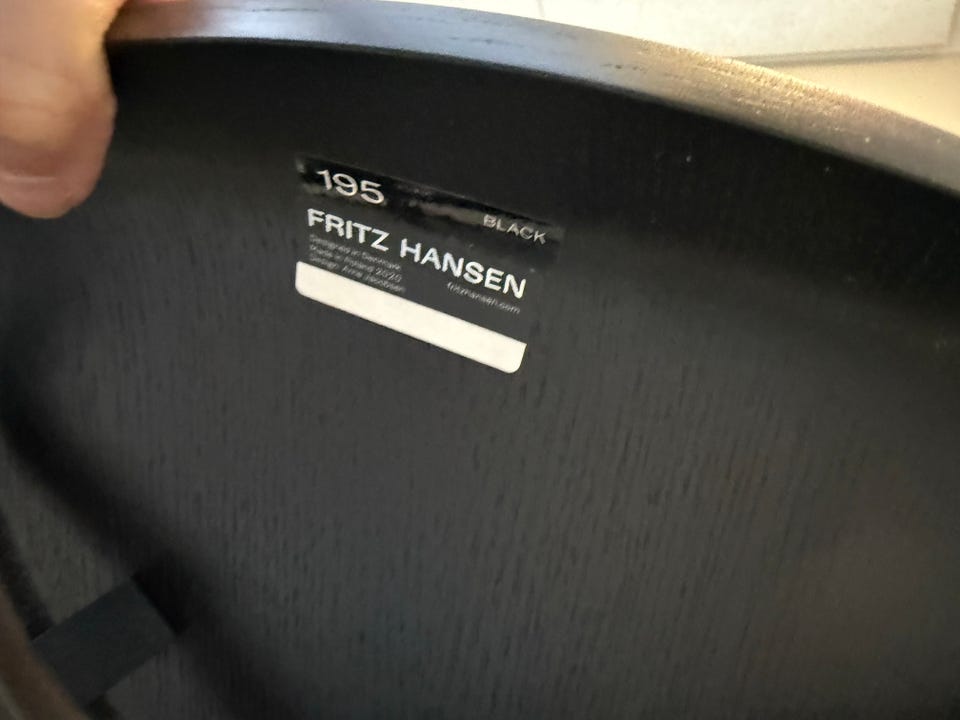 195
BLACK
FRITZ HANSEN
Designed in Denmark
Made in Poland 2020
Design: Arne Jacobsen
fritzhansen.com